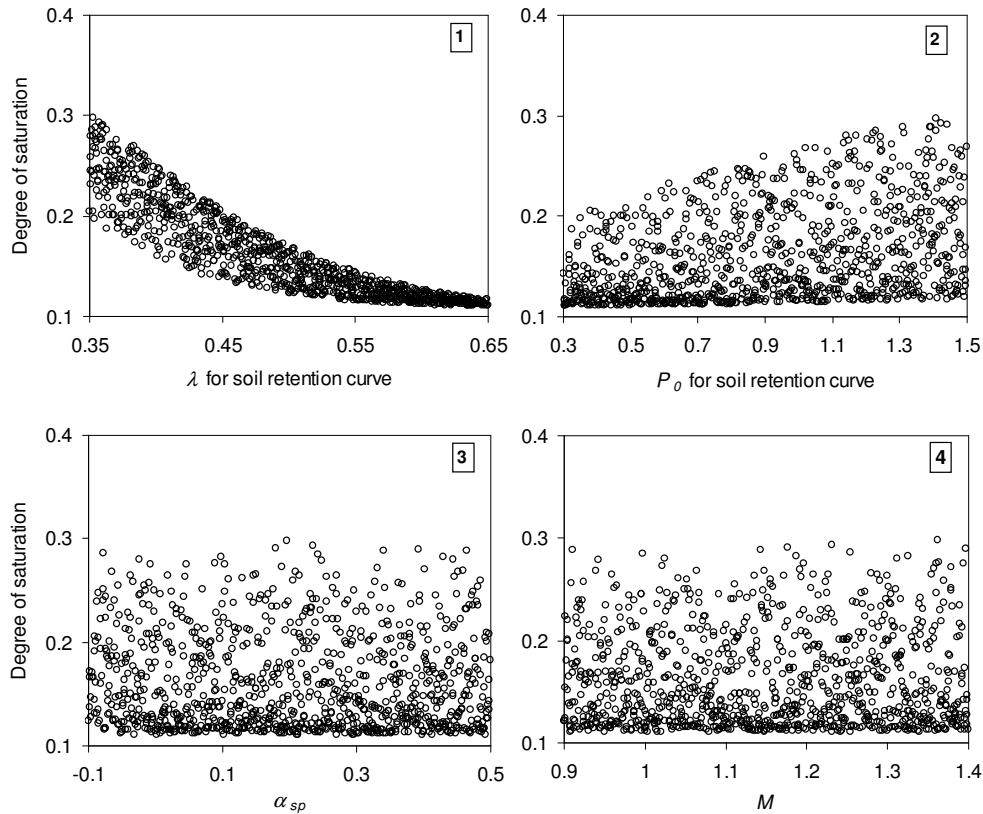 0.4
1
0.3
Degree of saturation
0.2
0.1
0.35 0.45 0.55 0.65
λ for soil retention curve
0.4
2
0.3
0.2
0.1
0.3 0.5 0.7 0.9 1.1 1.3 1.5
P0 for soil retention curve
0.4
3
0.3
Degree of saturation
0.2
0.1
-0.1 0.1 0.3 0.5
αsp
0.4
4
0.3
0.2
0.1
0.9 1 1.1 1.2 1.3 1.4
M